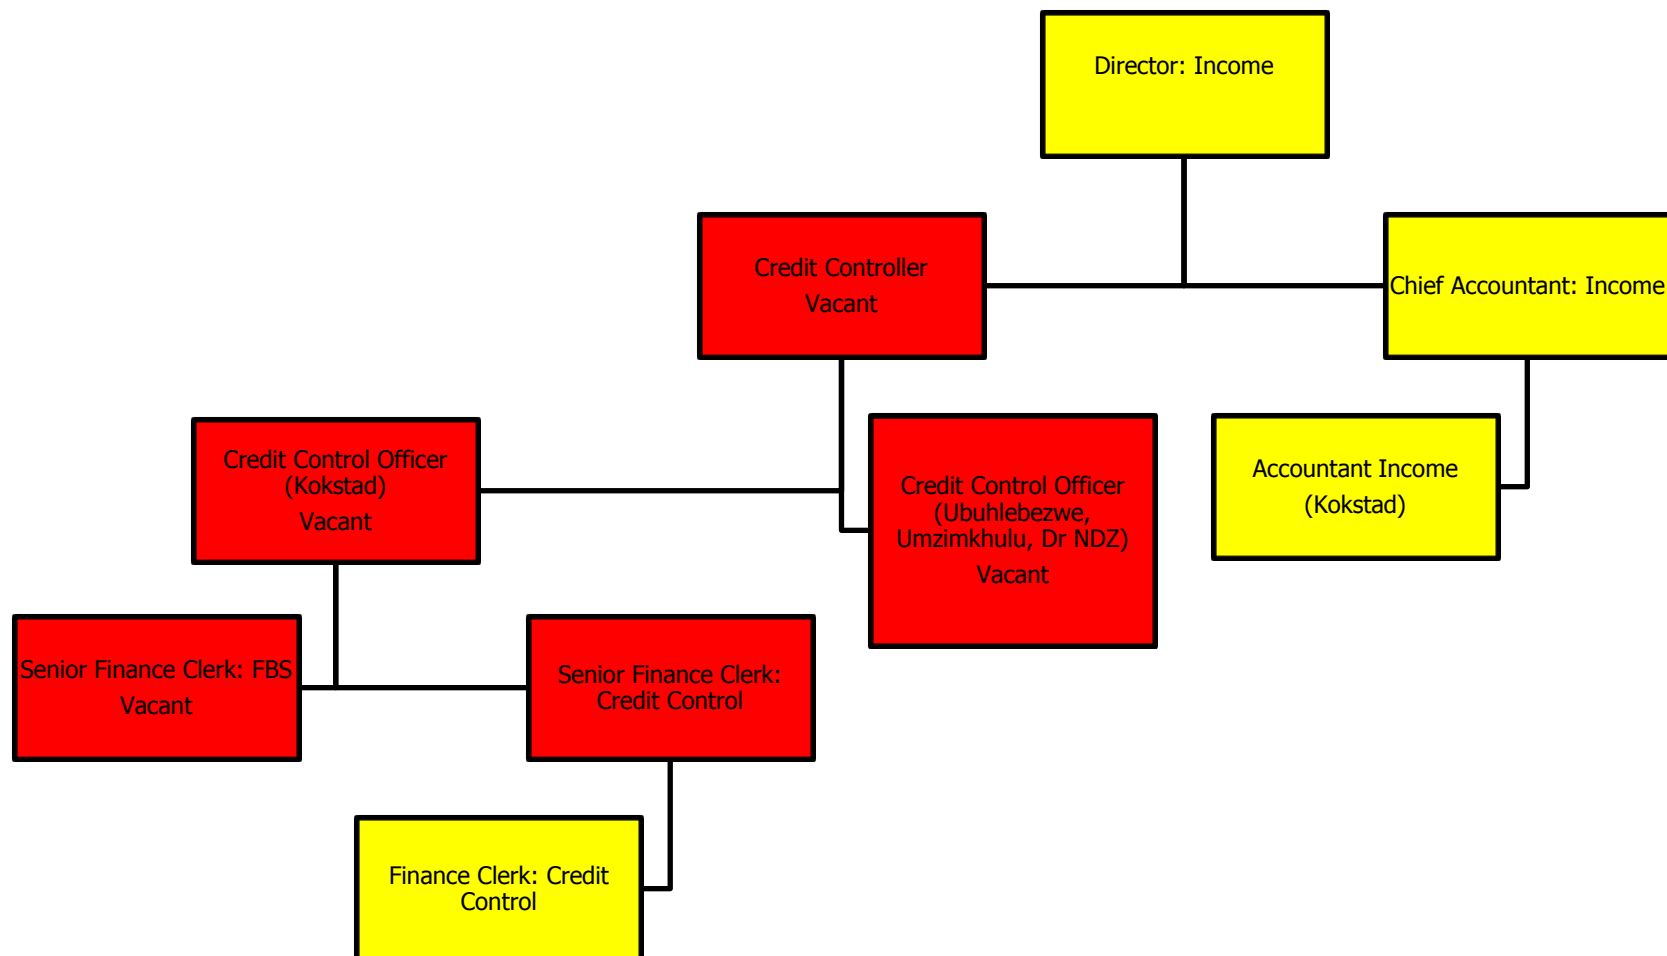 Director: Income
Credit Controller
Vacant
Chief Accountant: Income
Credit Control Officer
(Kokstad)
Vacant
Credit Control Officer
(Ubuhlebezwe,
Umzimkhulu, Dr NDZ)
Vacant
Accountant Income
(Kokstad)
Senior Finance Clerk: FBS
Vacant
Senior Finance Clerk:
Credit Control
Finance Clerk: Credit
Control